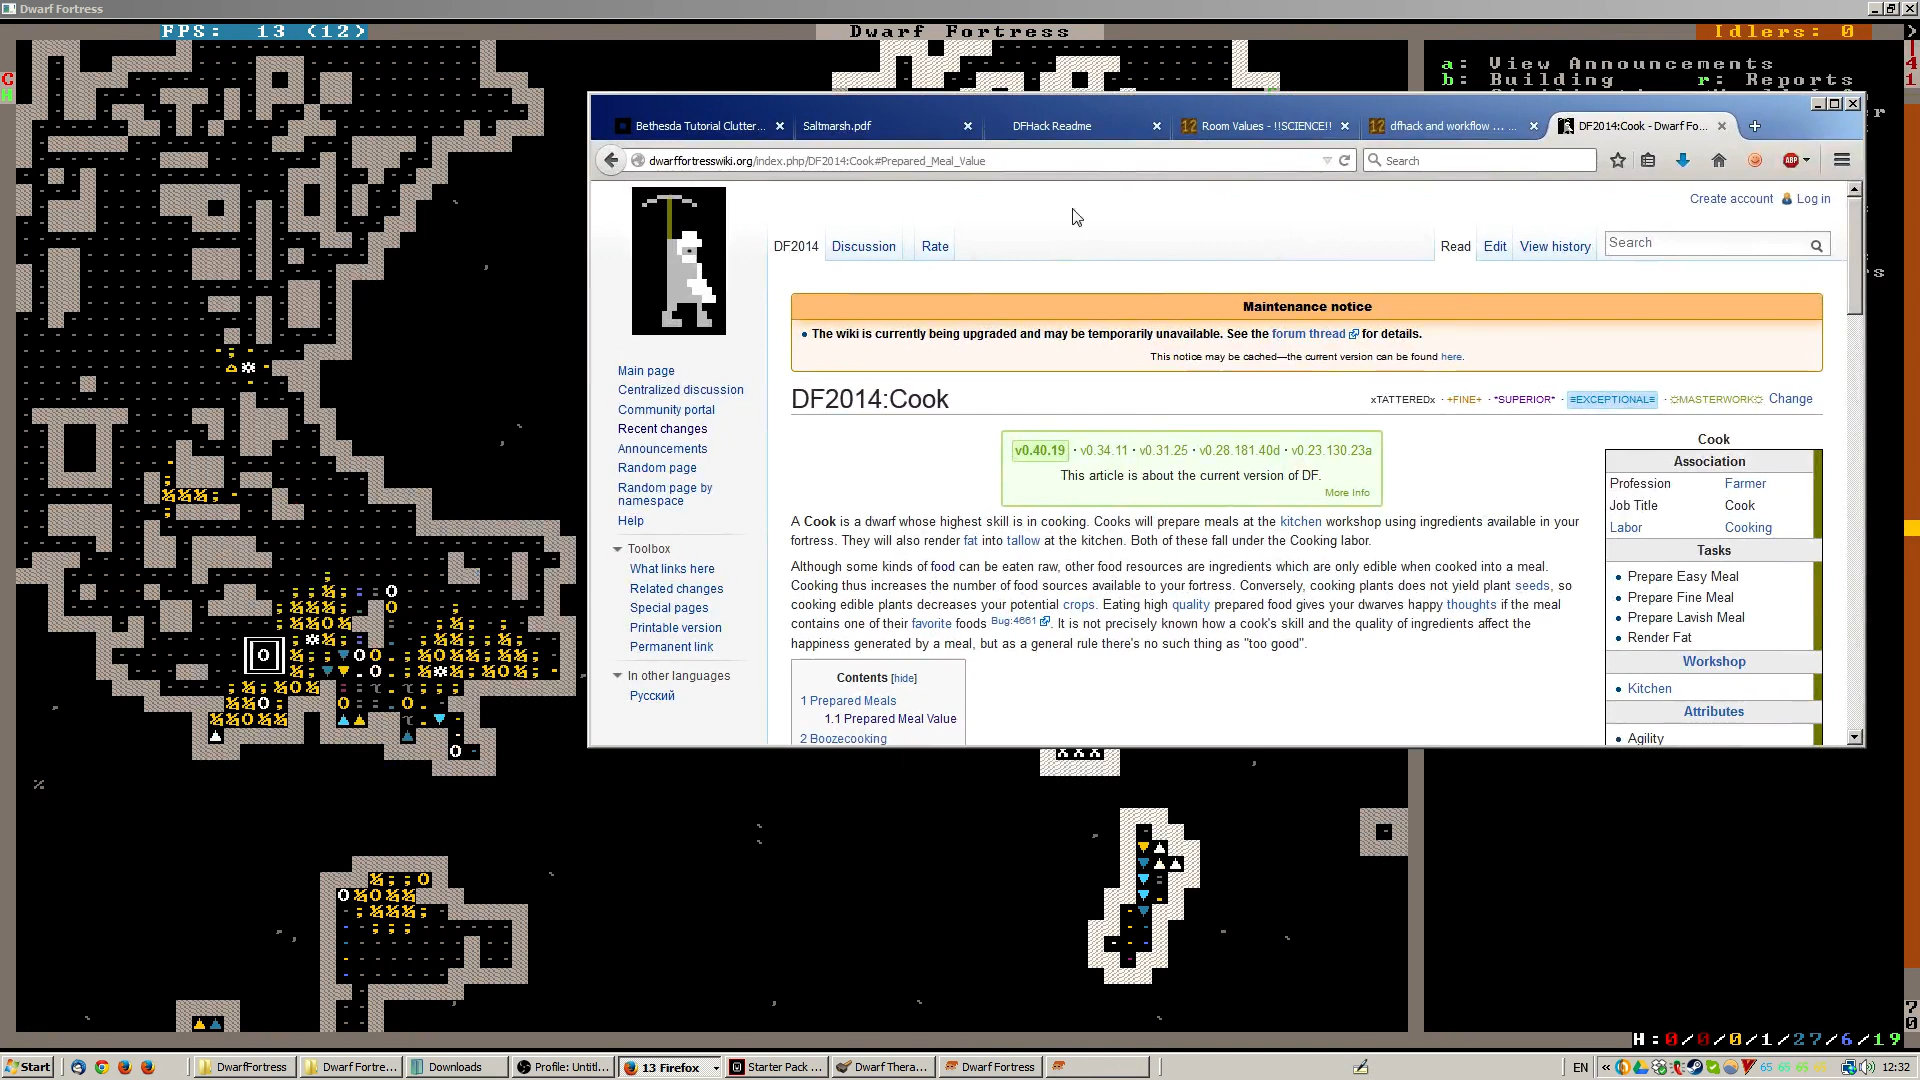 Dwarf Fortress
FPS: 13 (12)
Dwarf Fortress
Idlers: 0
a: View Announcements
b: Building
r: Reports
Bethesda Tutorial Clutter...
Saltmarsh.pdf
DFHack Readme
Room Values - !!SCIENCE!!
dfhack and workflow ... ...
DF2014:Cook - Dwarf Fo...
dwarffortresswiki.org/index.php/DF2014:Cook#Prepared_Meal_Value
Search
ABP
Create account
Log in
DF2014
Discussion
Rate
Read
Edit
View history
Search
Maintenance notice
The wiki is currently being upgraded and may be temporarily unavailable. See the forum thread for details.
This notice may be cached—the current version can be found here.
DF2014:Cook
xTATTEREDx · +FINE+ · *SUPERIOR* · ≡EXCEPTIONAL≡ · ☼MASTERWORK☼ Change
v0.40.19 · v0.34.11 · v0.31.25 · v0.28.181.40d · v0.23.130.23a
This article is about the current version of DF.
More Info
A Cook is a dwarf whose highest skill is in cooking. Cooks will prepare meals at the kitchen workshop using ingredients available in your
fortress. They will also render fat into tallow at the kitchen. Both of these fall under the Cooking labor.
Although some kinds of food can be eaten raw, other food resources are ingredients which are only edible when cooked into a meal.
Cooking thus increases the number of food sources available to your fortress. Conversely, cooking plants does not yield plant seeds, so
cooking edible plants decreases your potential crops. Eating high quality prepared food gives your dwarves happy thoughts if the meal
contains one of their favorite foods Bug:4661. It is not precisely known how a cook's skill and the quality of ingredients affect the
happiness generated by a meal, but as a general rule there's no such thing as "too good".
Contents [hide]
1 Prepared Meals
1.1 Prepared Meal Value
2 Boozecooking
Cook
Association
Profession Farmer
Job Title Cook
Labor Cooking
Tasks
Prepare Easy Meal
Prepare Fine Meal
Prepare Lavish Meal
Render Fat
Workshop
Kitchen
Attributes
Agility
Main page
Centralized discussion
Community portal
Recent changes
Announcements
Random page
Random page by
namespace
Help
Toolbox
What links here
Related changes
Special pages
Printable version
Permanent link
In other languages
Русский
H:0/0/0/1/27/6/19
Start
DwarfFortress
Dwarf Fortre...
Downloads
Profile: Untitl...
13 Firefox
Starter Pack ...
Dwarf Thera...
Dwarf Fortress
EN
12:32